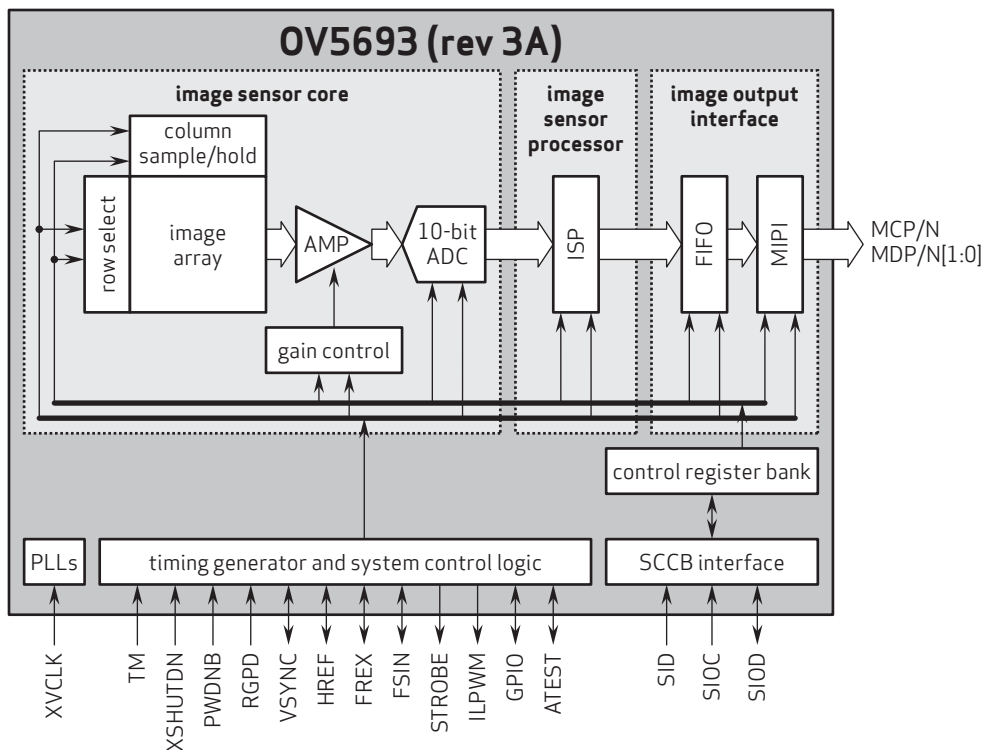 OV5693 (rev 3A)
image sensor core
image
sensor
processor
image output
interface
column
sample/hold
row select
image
array
AMP
10-bit
ADC
ISP
FIFO
MIPI
MCP/N
MDP/N[1:0]
gain control
control register bank
PLLs
timing generator and system control logic
SCCB interface
XVCLK
TM
XSHUTDN
PWDNB
RGPD
VSYNC
HREF
FREX
FSIN
STROBE
ILPWM
GPIO
ATEST
SID
SIOC
SIOD